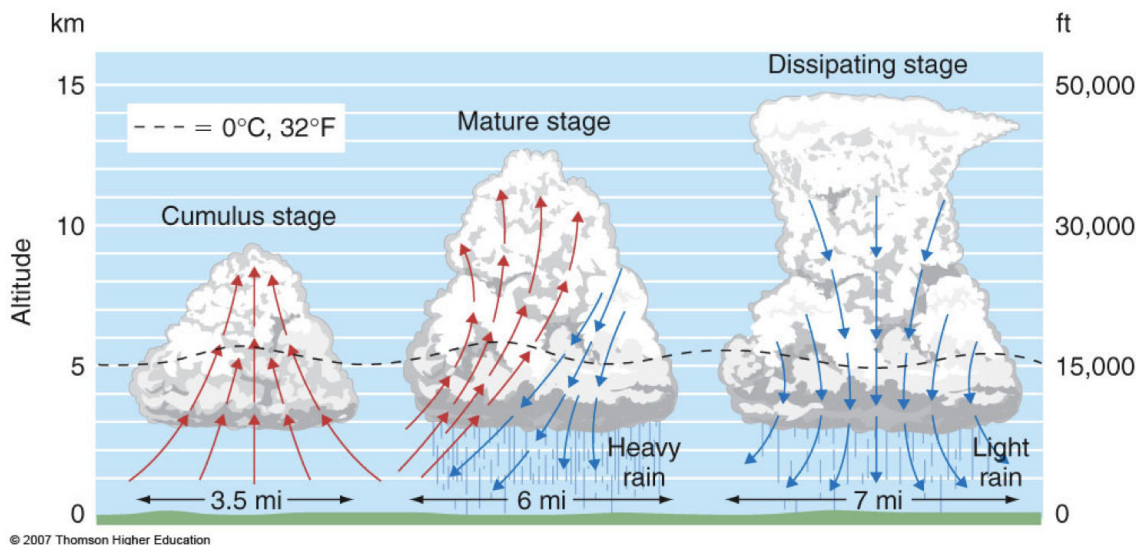 km
ft
Dissipating stage
15
50,000
= 0°C, 32°F
Mature stage
Cumulus stage
10
30,000
Altitude
5
15,000
Heavy
rain
Light
rain
3.5 mi
6 mi
7 mi
0
0
© 2007 Thomson Higher Education